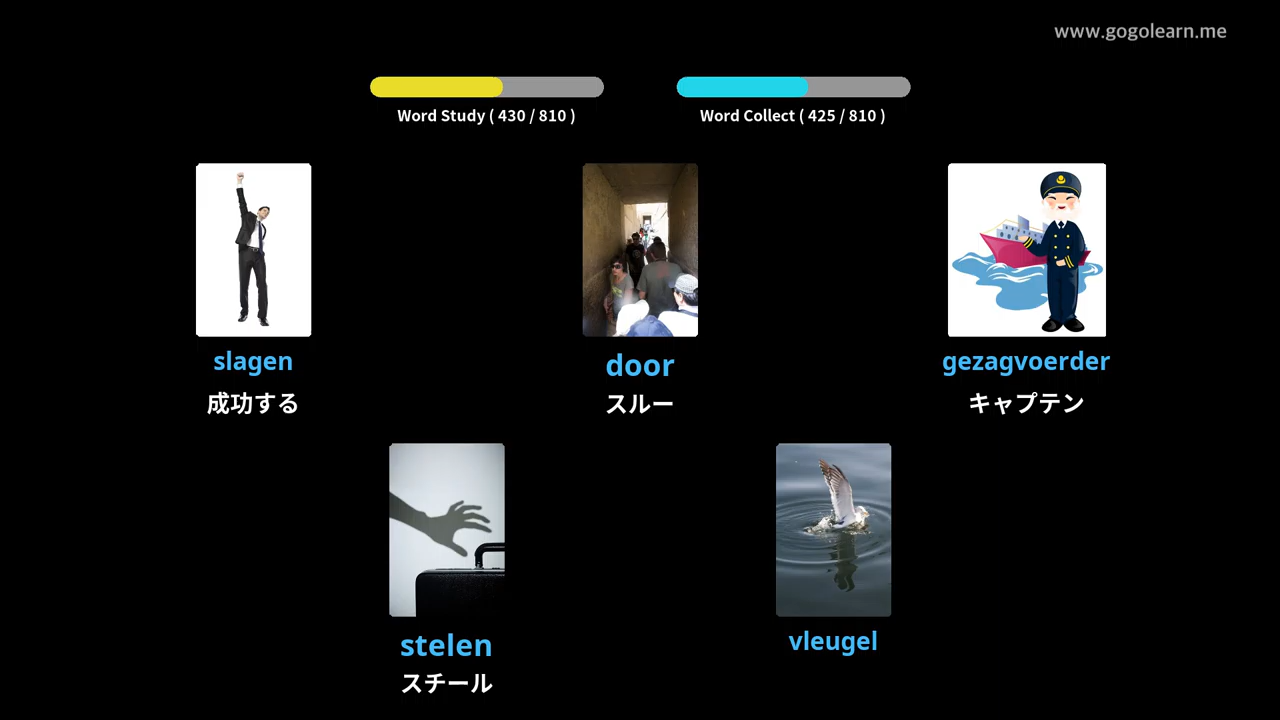 www.gogolearn.me
Word Study ( 430 / 810 )
Word Collect ( 425 / 810 )
slagen
成功する
door
スルー
gezagvoerder
キャプテン
stelen
スチール
vleugel